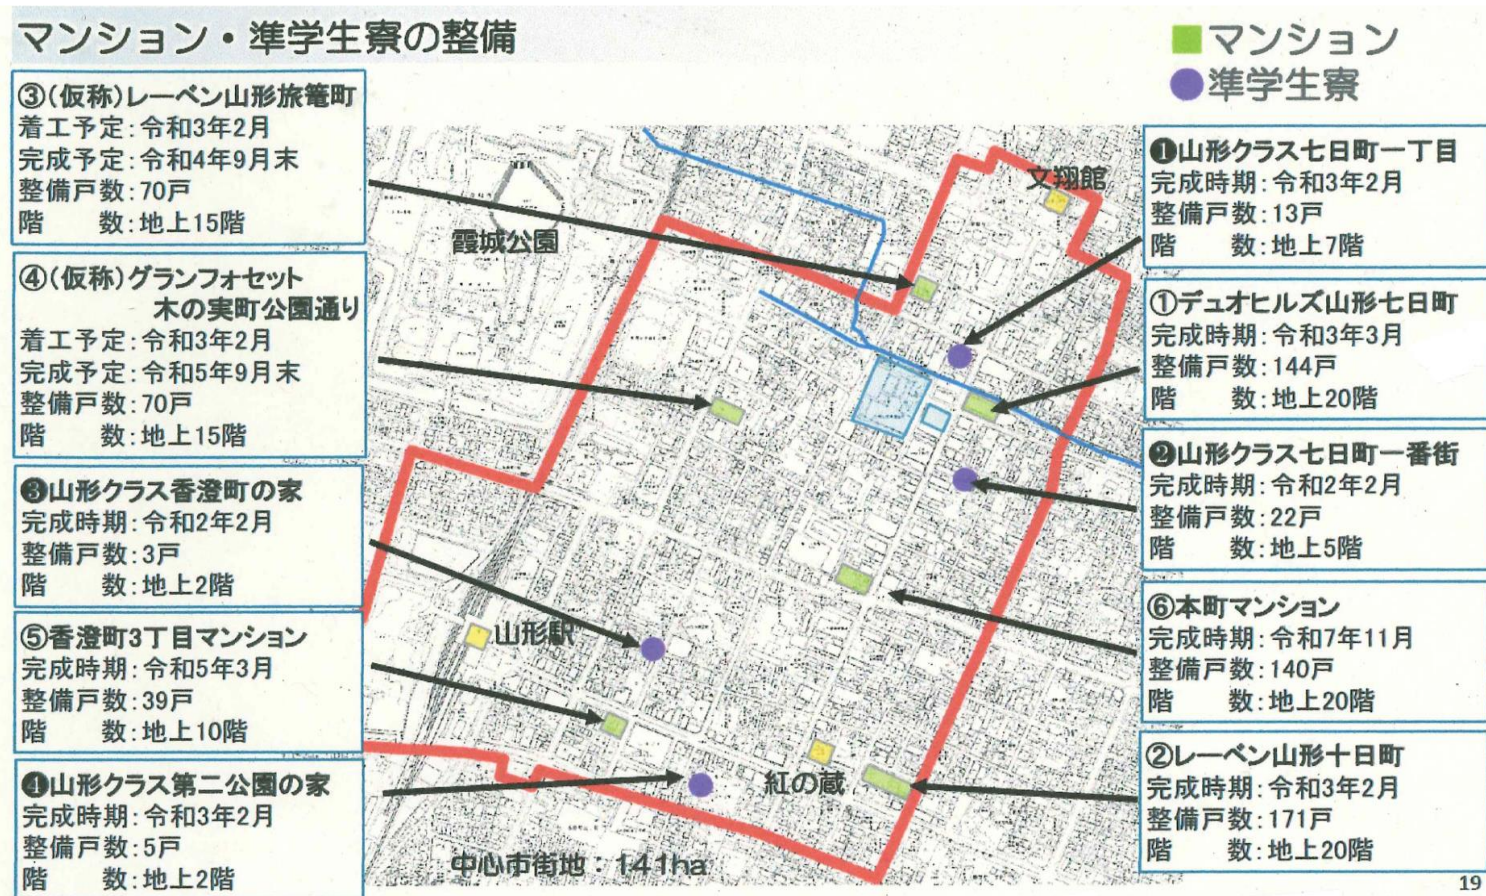 マンション・準学生寮の整備
■マンション
●準学生寮
③(仮称)レーベン山形旅篭町
着工予定:令和3年2月
完成予定:令和4年9月末
整備戸数:70戸
階　　数:地上15階
④(仮称)グランフォセット
木の実町公園通り
着工予定:令和3年2月
完成予定:令和5年9月末
整備戸数:70戸
階　　数:地上15階
❸山形クラス香澄町の家
完成時期:令和2年2月
整備戸数:3戸
階　　数:地上2階
⑤香澄町3丁目マンション
完成時期:令和5年3月
整備戸数:39戸
階　　数:地上10階
❹山形クラス第二公園の家
完成時期:令和3年2月
整備戸数:5戸
階　　数:地上2階
霞城公園
文翔館
山形駅
紅の蔵
中心市街地：141ha
❶山形クラス七日町一丁目
完成時期:令和3年2月
整備戸数:13戸
階　　数:地上7階
①デュオヒルズ山形七日町
完成時期:令和3年3月
整備戸数:144戸
階　　数:地上20階
❷山形クラス七日町一番街
完成時期:令和2年2月
整備戸数:22戸
階　　数:地上5階
⑥本町マンション
完成時期:令和7年11月
整備戸数:140戸
階　　数:地上20階
②レーベン山形十日町
完成時期:令和3年2月
整備戸数:171戸
階　　数:地上20階
19